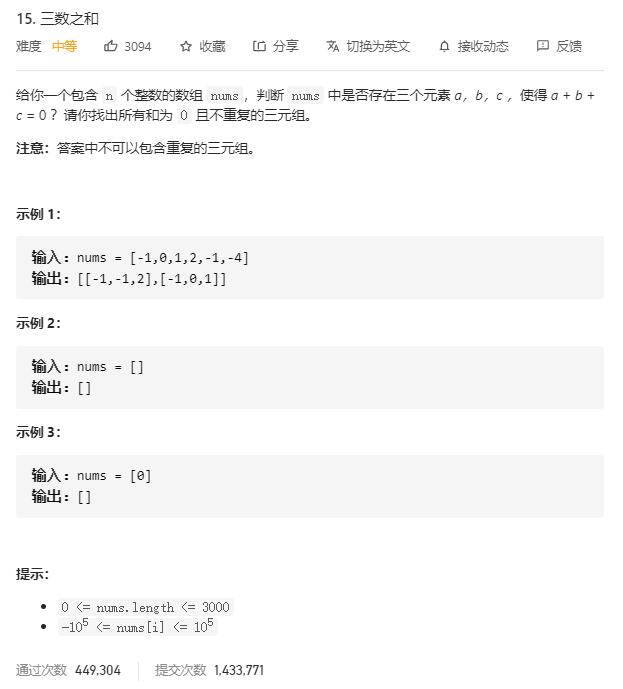 15. 三数之和
难度 中等 3094 收藏 分享 切换为英文 接收动态 反馈
给你一个包含 n 个整数的数组 nums，判断 nums 中是否存在三个元素 a，b，c ，使得 a + b +
c = 0 ？请你找出所有和为 0 且不重复的三元组。
注意：答案中不可以包含重复的三元组。
示例 1：
输入：nums = [-1,0,1,2,-1,-4]
输出：[[-1,-1,2],[-1,0,1]]
示例 2：
输入：nums = []
输出：[]
示例 3：
输入：nums = [0]
输出：[]
提示：
• 0 <= nums.length <= 3000
• -10⁵ <= nums[i] <= 10⁵
通过次数 449,304 提交次数 1,433,771